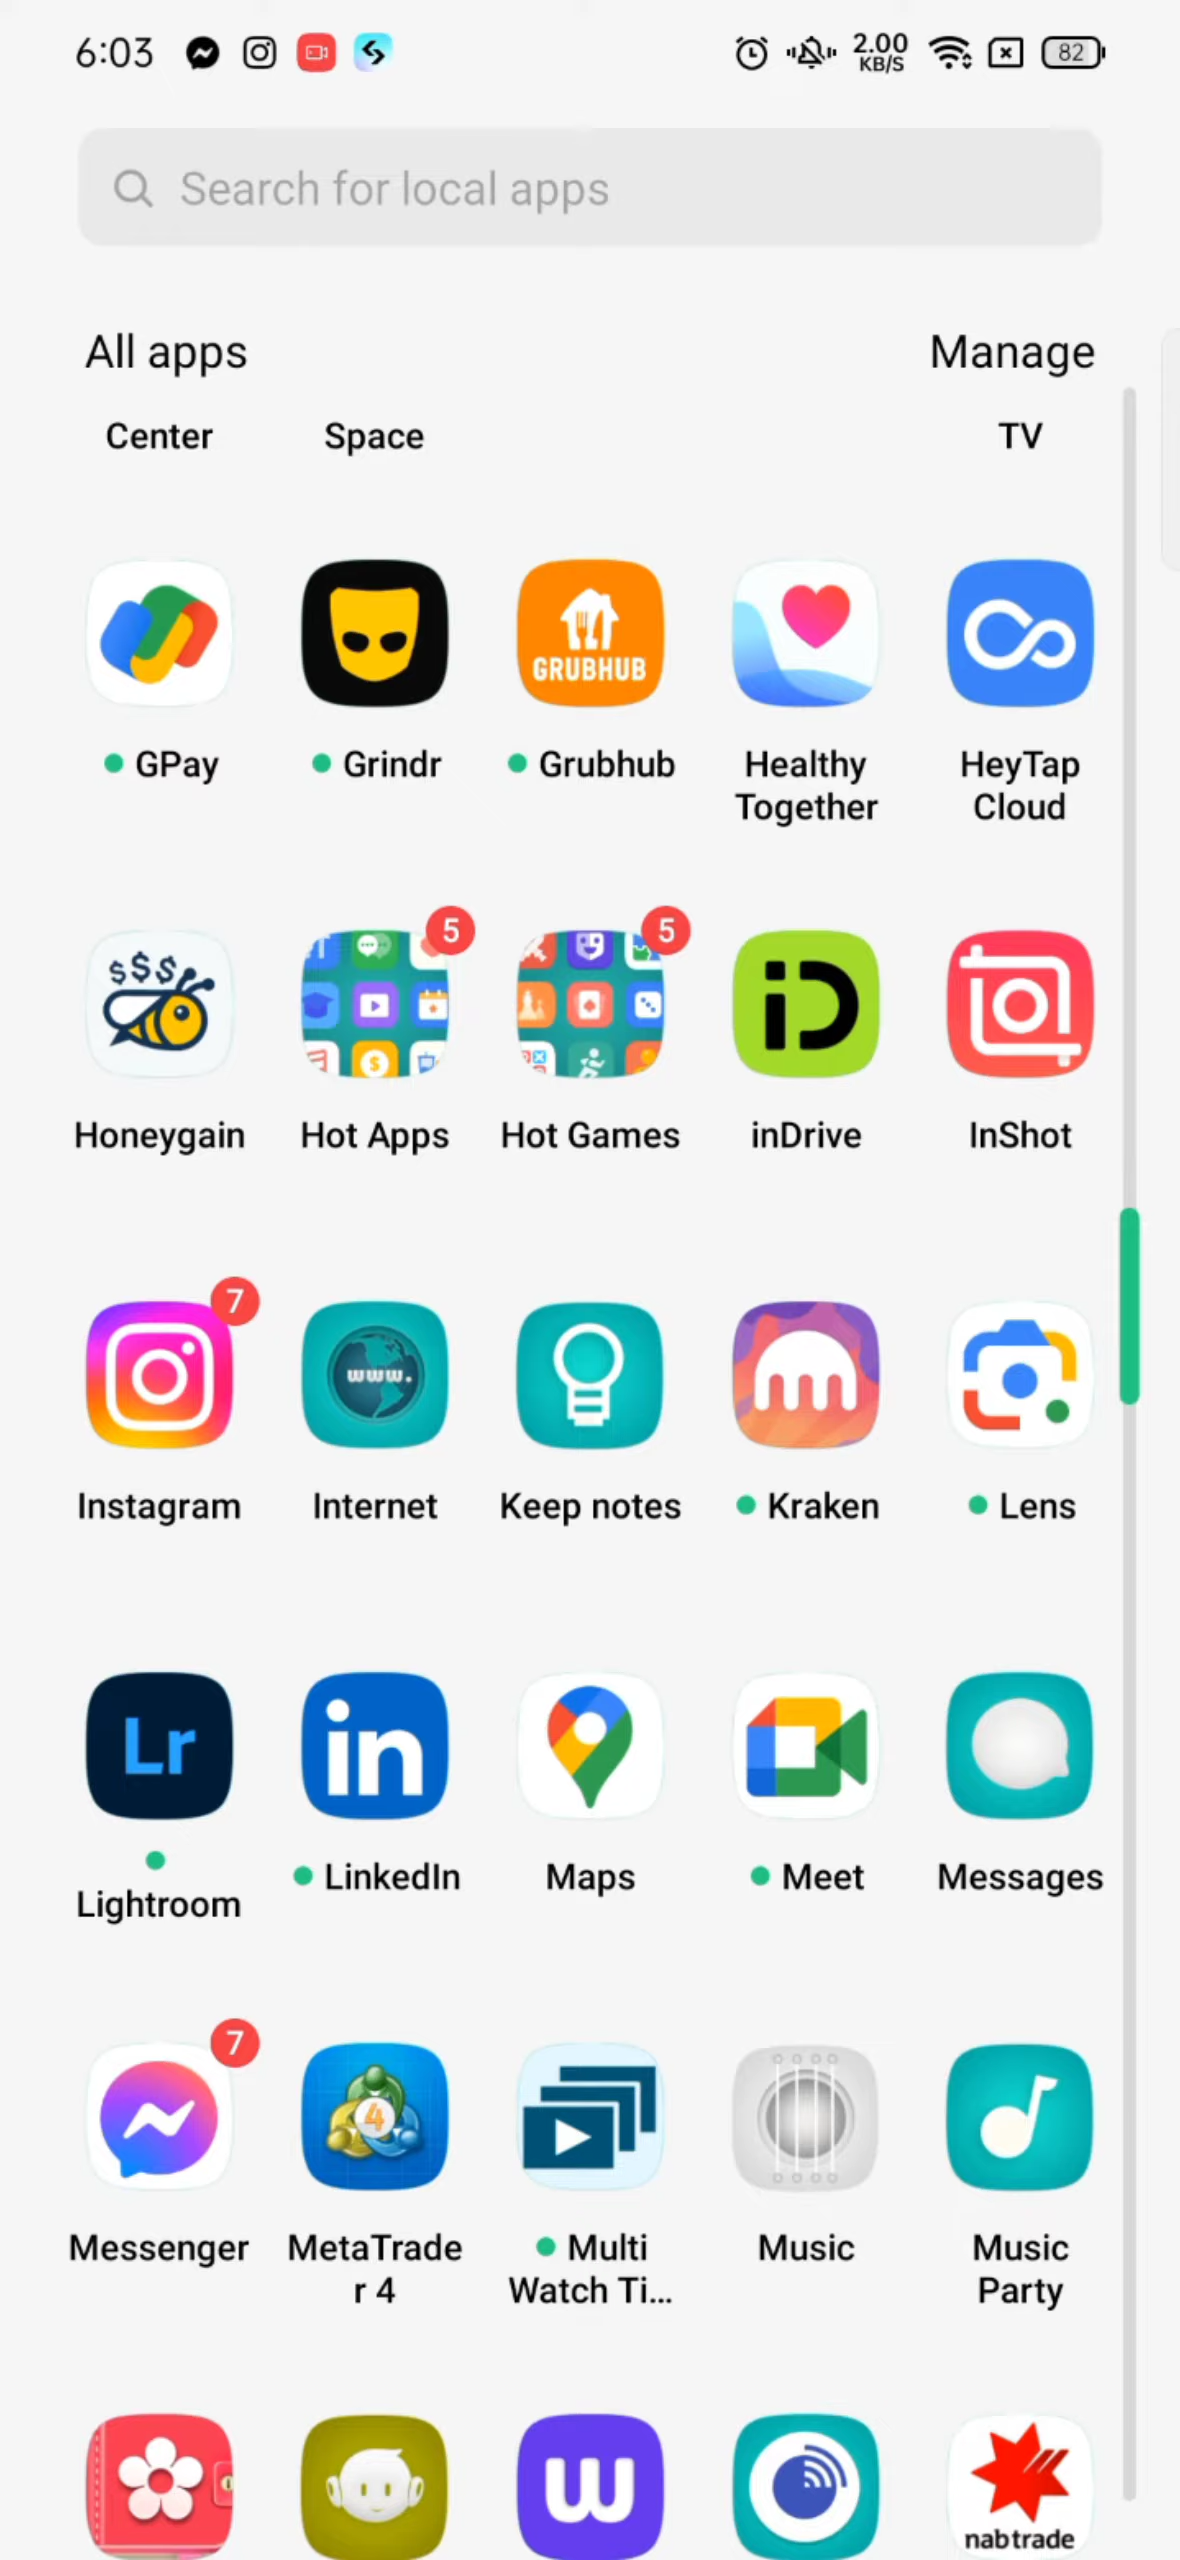 6:03
2.00
KB/S
82
Search for local apps
All apps
Manage
Center
Space
TV
GRUBHUB
GPay
Grindr
Grubhub
Healthy
Together
HeyTap
Cloud
$$$
5
5
iD
Honeygain
Hot Apps
Hot Games
inDrive
InShot
7
www.
Instagram
Internet
Keep notes
Kraken
Lens
Lr
in
Lightroom
LinkedIn
Maps
Meet
Messages
7
4
Messenger
MetaTrade
r 4
Multi
Watch Ti...
Music
Music
Party
w
nabtrade